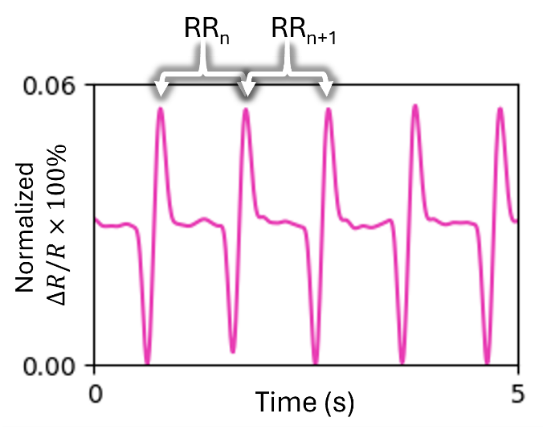 RRn RRn+1
0.06
Normalized
ΔR/R × 100%
0.00
0 5
Time (s)